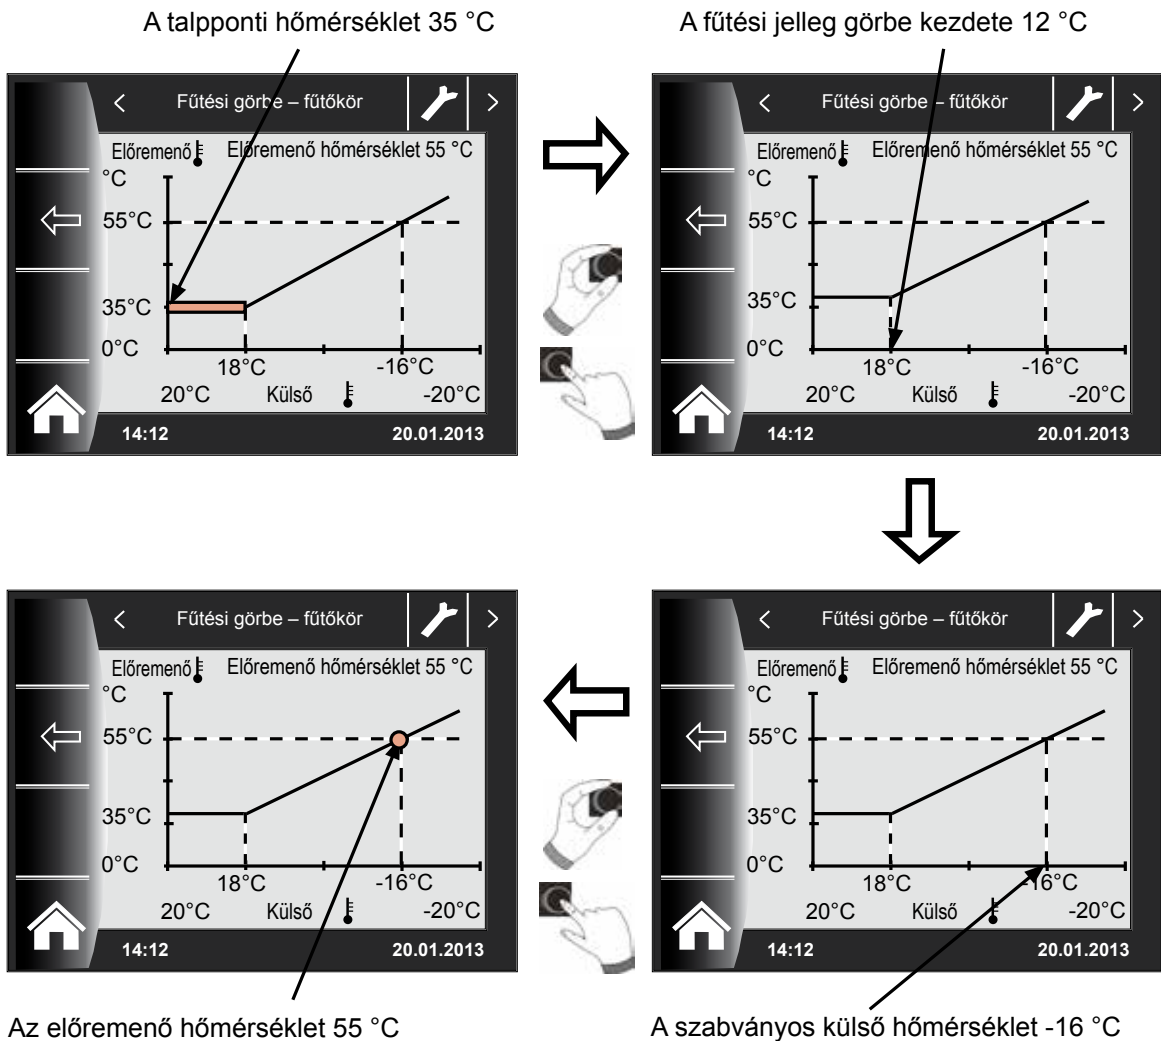 A talpponti hőmérséklet 35 °C
A fűtési jelleg görbe kezdete 12 °C
< Fűtési görbe – fűtőkör >
Előremenő Előremenő hőmérséklet 55 °C
°C
55°C
35°C
0°C
18°C -16°C
20°C Külső -20°C
14:12 20.01.2013
< Fűtési görbe – fűtőkör >
Előremenő Előremenő hőmérséklet 55 °C
°C
55°C
35°C
0°C
18°C -16°C
20°C Külső -20°C
14:12 20.01.2013
< Fűtési görbe – fűtőkör >
Előremenő Előremenő hőmérséklet 55 °C
°C
55°C
35°C
0°C
18°C -16°C
20°C Külső -20°C
14:12 20.01.2013
< Fűtési görbe – fűtőkör >
Előremenő Előremenő hőmérséklet 55 °C
°C
55°C
35°C
0°C
18°C -16°C
20°C Külső -20°C
14:12 20.01.2013
Az előremenő hőmérséklet 55 °C
A szabványos külső hőmérséklet -16 °C